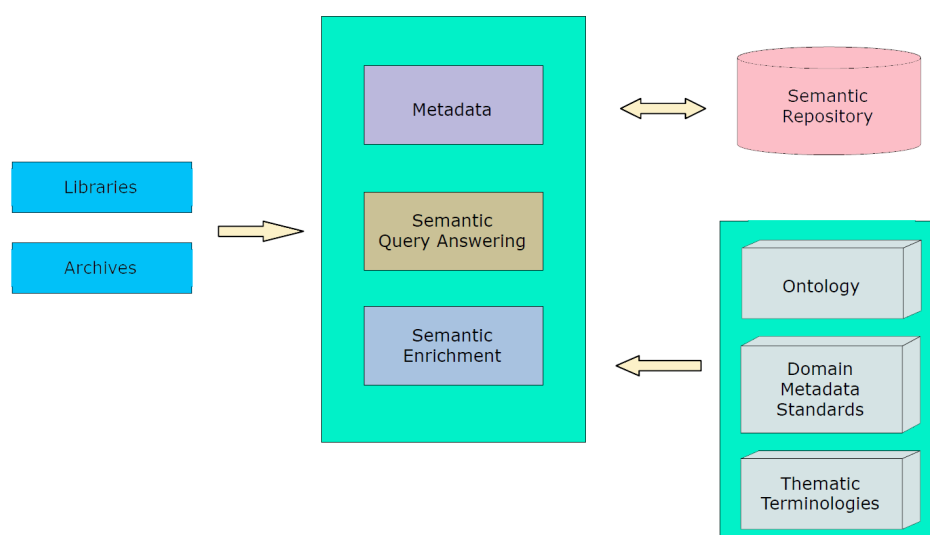 Libraries
Archives
Metadata
Semantic
Query Answering
Semantic
Enrichment
Semantic
Repository
Ontology
Domain
Metadata
Standards
Thematic
Terminologies